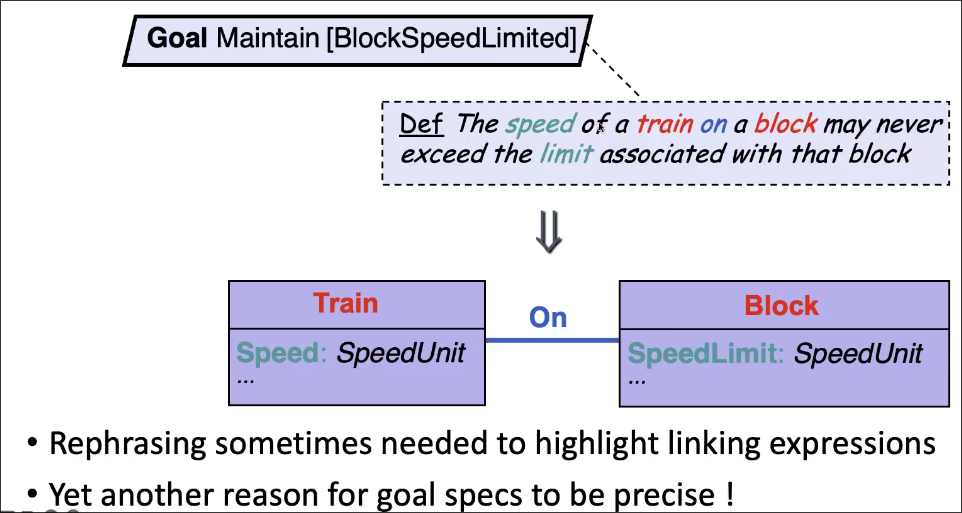 Goal Maintain [BlockSpeedLimited]
Def The speed of a train on a block may never
exceed the limit associated with that block
Train
On
Block
Speed: SpeedUnit
...
SpeedLimit: SpeedUnit
...
• Rephrasing sometimes needed to highlight linking expressions
• Yet another reason for goal specs to be precise !